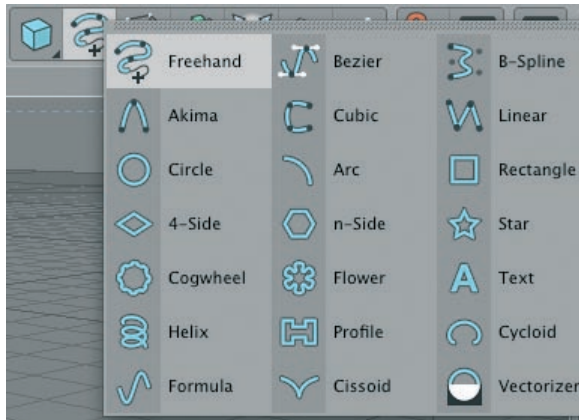 Freehand Bezier B-Spline
Akima Cubic Linear
Circle Arc Rectangle
4-Side n-Side Star
Cogwheel Flower Text
Helix Profile Cycloid
Formula Cissoid Vectorizer